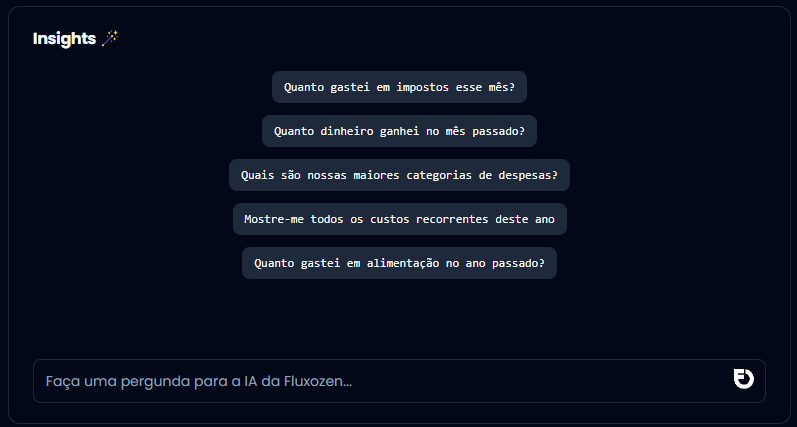 Insights 🪄
Quanto gastei em impostos esse mês?
Quanto dinheiro ganhei no mês passado?
Quais são nossas maiores categorias de despesas?
Mostre-me todos os custos recorrentes deste ano
Quanto gastei em alimentação no ano passado?
Faça uma pergunda para a IA da Fluxozen...